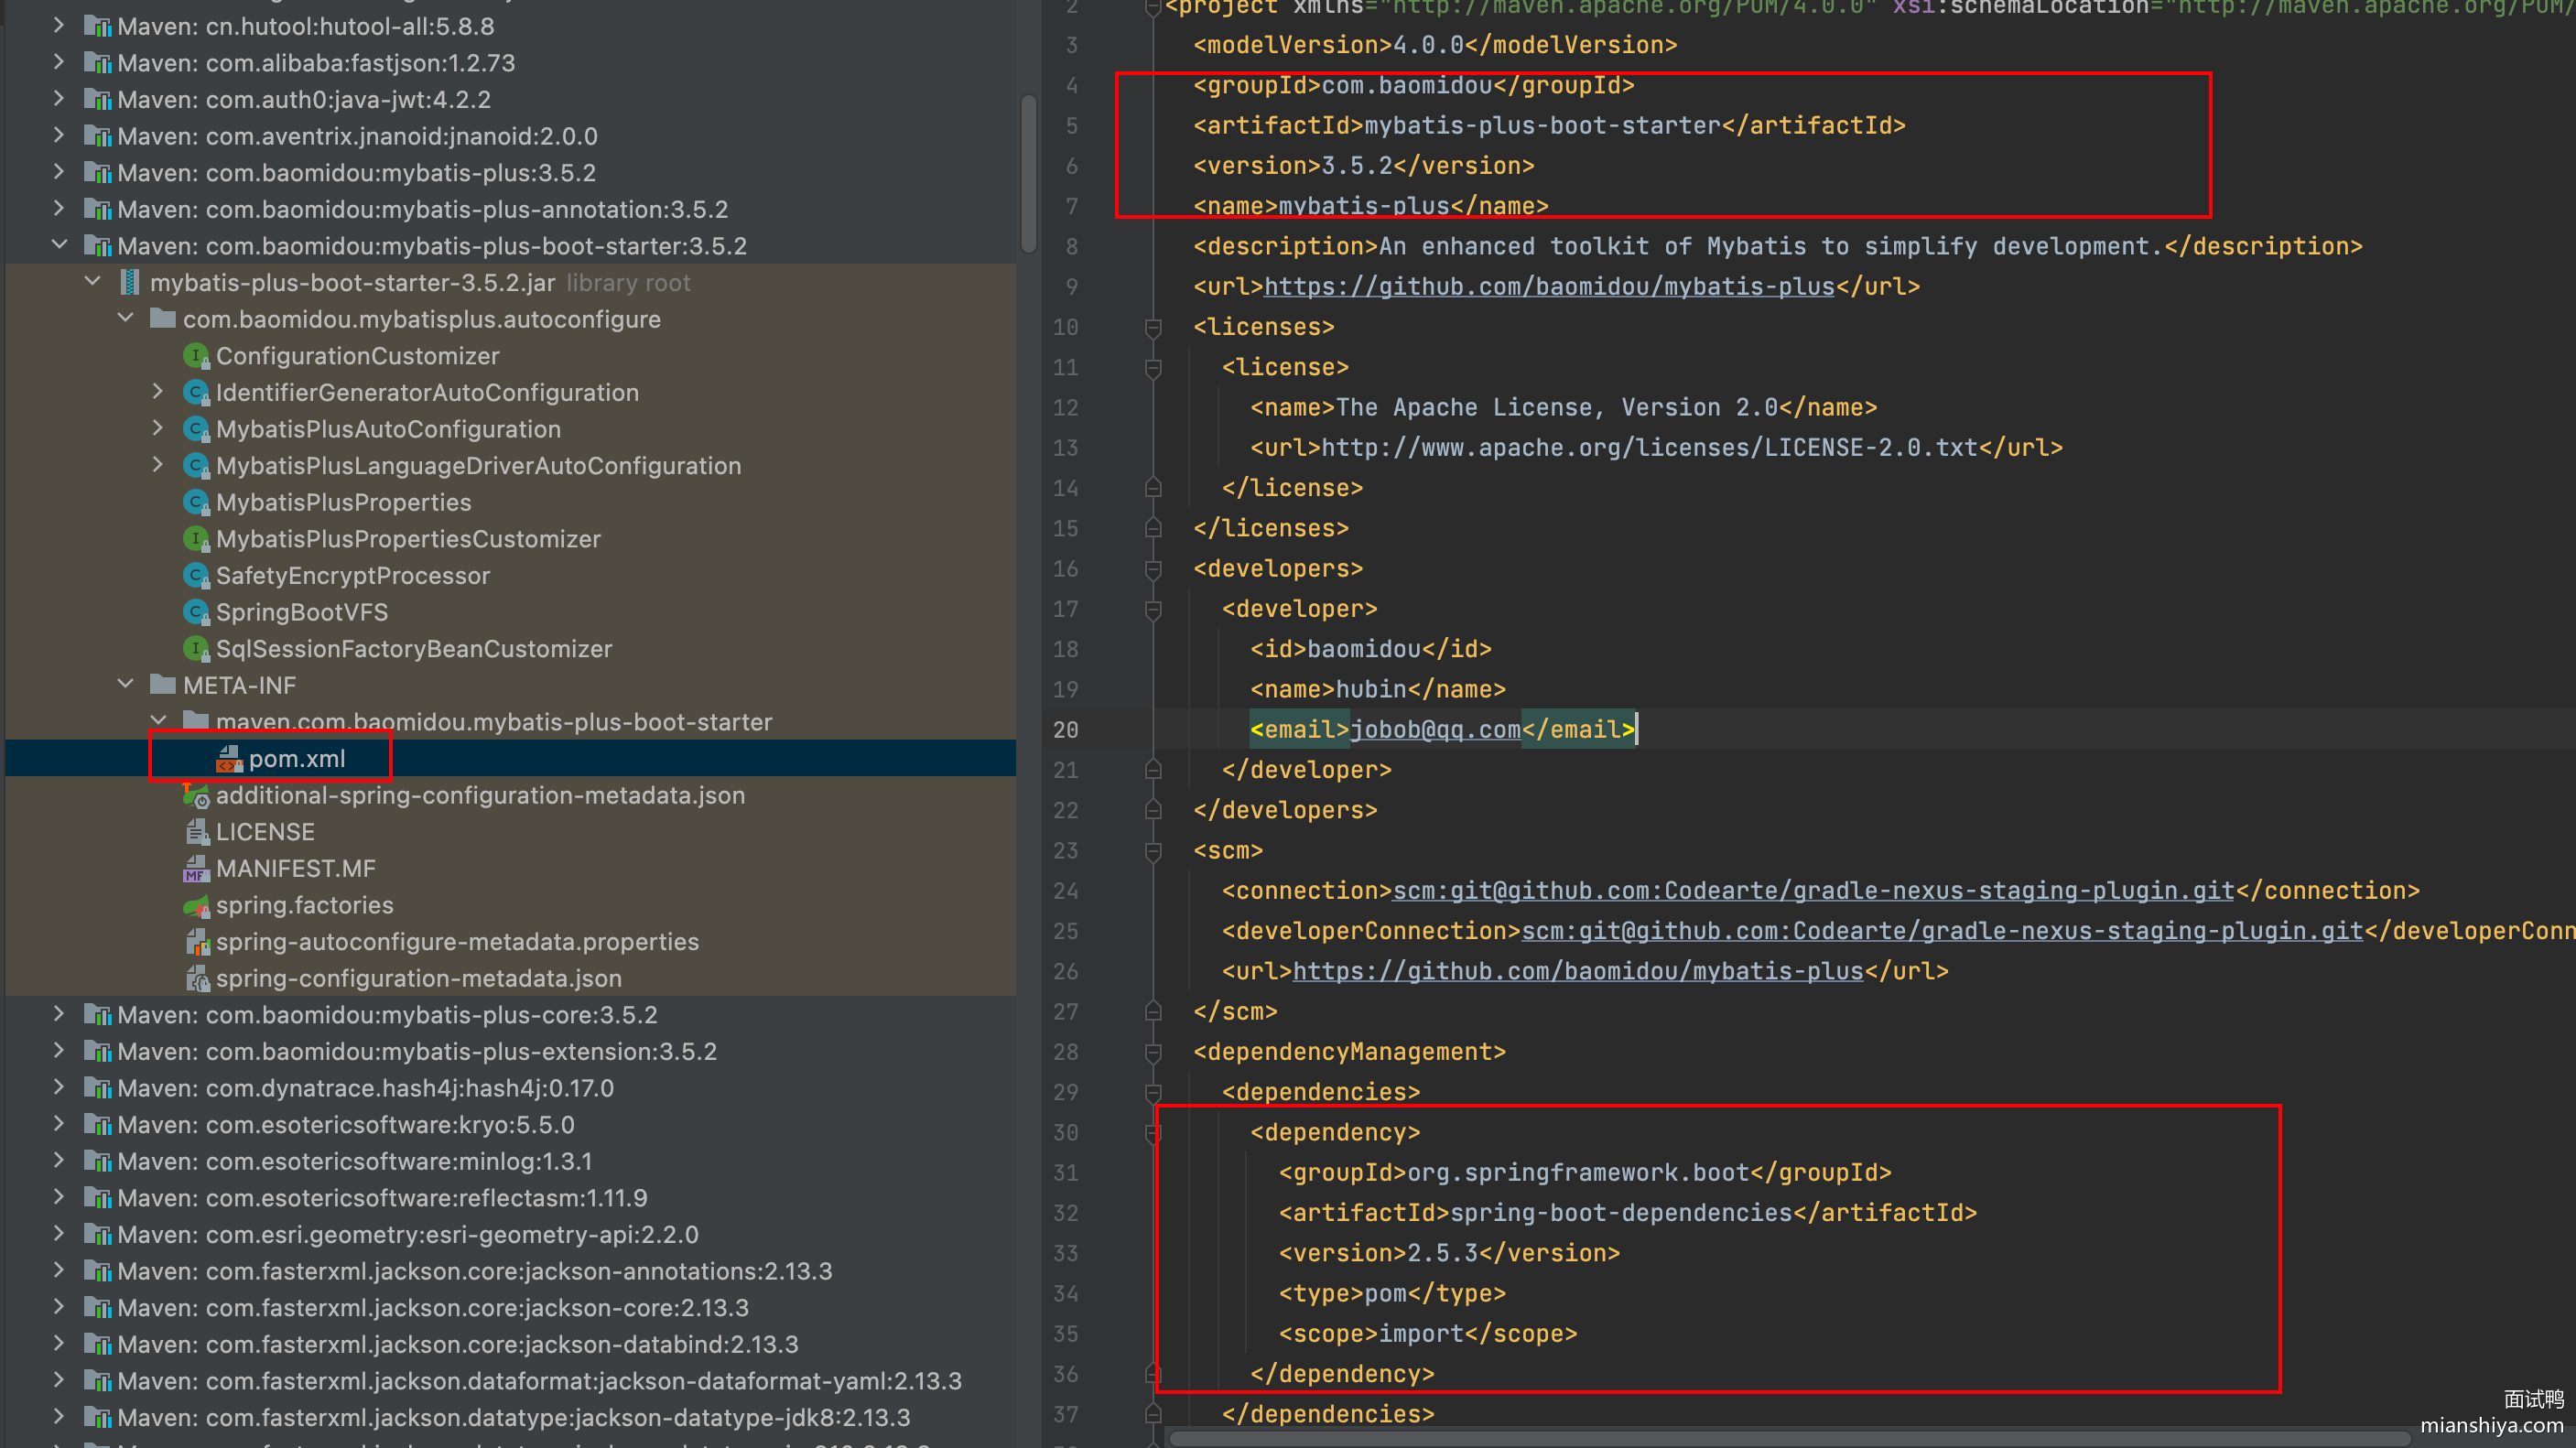 Maven: cn.hutool:hutool-all:5.8.8
Maven: com.alibaba:fastjson:1.2.73
Maven: com.auth0:java-jwt:4.2.2
Maven: com.aventrix.jnanoid:jnanoid:2.0.0
Maven: com.baomidou:mybatis-plus:3.5.2
Maven: com.baomidou:mybatis-plus-annotation:3.5.2
Maven: com.baomidou:mybatis-plus-boot-starter:3.5.2
mybatis-plus-boot-starter-3.5.2.jar library root
com.baomidou.mybatisplus.autoconfigure
ConfigurationCustomizer
IdentifierGeneratorAutoConfiguration
MybatisPlusAutoConfiguration
MybatisPlusLanguageDriverAutoConfiguration
MybatisPlusProperties
MybatisPlusPropertiesCustomizer
SafetyEncryptProcessor
SpringBootVFS
SqlSessionFactoryBeanCustomizer
META-INF
maven.com.baomidou.mybatis-plus-boot-starter
pom.xml
additional-spring-configuration-metadata.json
LICENSE
MANIFEST.MF
spring.factories
spring-autoconfigure-metadata.properties
spring-configuration-metadata.json
Maven: com.baomidou:mybatis-plus-core:3.5.2
Maven: com.baomidou:mybatis-plus-extension:3.5.2
Maven: com.dynatrace.hash4j:hash4j:0.17.0
Maven: com.esotericsoftware:kryo:5.5.0
Maven: com.esotericsoftware:minlog:1.3.1
Maven: com.esotericsoftware:reflectasm:1.11.9
Maven: com.esri.geometry:esri-geometry-api:2.2.0
Maven: com.fasterxml.jackson.core:jackson-annotations:2.13.3
Maven: com.fasterxml.jackson.core:jackson-core:2.13.3
Maven: com.fasterxml.jackson.core:jackson-databind:2.13.3
Maven: com.fasterxml.jackson.dataformat:jackson-dataformat-yaml:2.13.3
Maven: com.fasterxml.jackson.datatype:jackson-datatype-jdk8:2.13.3
2 <project xmlns="http://maven.apache.org/POM/4.0.0" xsi:schemaLocation="http://maven.apache.org/POM/
3 <modelVersion>4.0.0</modelVersion>
4 <groupId>com.baomidou</groupId>
5 <artifactId>mybatis-plus-boot-starter</artifactId>
6 <version>3.5.2</version>
7 <name>mybatis-plus</name>
8 <description>An enhanced toolkit of Mybatis to simplify development.</description>
9 <url>https://github.com/baomidou/mybatis-plus</url>
10 <licenses>
11 <license>
12 <name>The Apache License, Version 2.0</name>
13 <url>http://www.apache.org/licenses/LICENSE-2.0.txt</url>
14 </license>
15 </licenses>
16 <developers>
17 <developer>
18 <id>baomidou</id>
19 <name>hubin</name>
20 <email>jobob@qq.com</email>
21 </developer>
22 </developers>
23 <scm>
24 <connection>scm:git@github.com:Codearte/gradle-nexus-staging-plugin.git</connection>
25 <developerConnection>scm:git@github.com:Codearte/gradle-nexus-staging-plugin.git</developerConn
26 <url>https://github.com/baomidou/mybatis-plus</url>
27 </scm>
28 <dependencyManagement>
29 <dependencies>
30 <dependency>
31 <groupId>org.springframework.boot</groupId>
32 <artifactId>spring-boot-dependencies</artifactId>
33 <version>2.5.3</version>
34 <type>pom</type>
35 <scope>import</scope>
36 </dependency>
37 </dependencies>
面试鸭
mianshiya.com